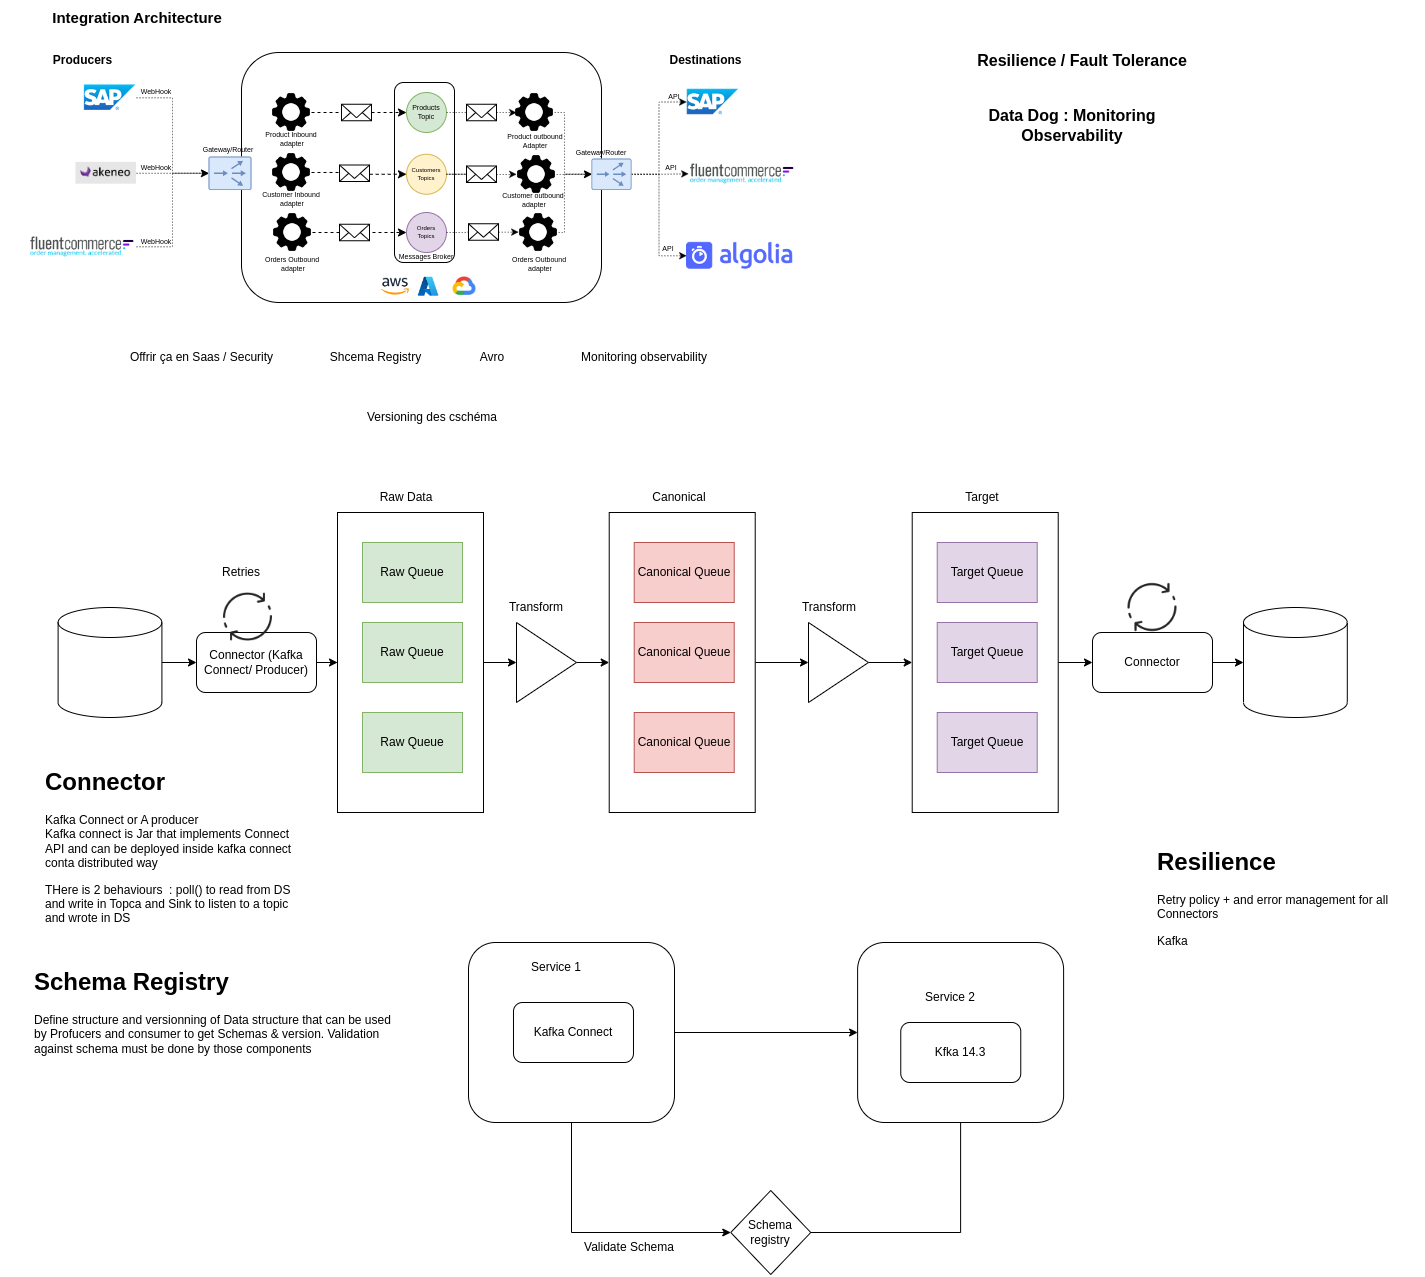 Integration Architecture
Producers
Destinations
Resilience / Fault Tolerance
Data Dog : Monitoring
Observability
SAP
WebHook
akeneo
WebHook
fluentcommerce
order management. accelerated.
WebHook
Gateway/Router
Product Inbound
adapter
Customer Inbound
adapter
Orders Outbound
adapter
Products
Topic
Customers
Topics
Orders
Topics
Messages Broker
Product outbound
Adapter
Customer outbound
adapter
Orders Outbound
adapter
aws
Gateway/Router
API
SAP
API
fluentcommerce
order management. accelerated.
API
algolia
Offrir ça en Saas / Security
Shcema Registry
Avro
Monitoring observability
Versioning des cschéma
Raw Data
Canonical
Target
Retries
Connector (Kafka
Connect/ Producer)
Raw Queue
Raw Queue
Raw Queue
Transform
Canonical Queue
Canonical Queue
Canonical Queue
Transform
Target Queue
Target Queue
Target Queue
Connector
Connector
Kafka Connect or A producer
Kafka connect is Jar that implements Connect
API and can be deployed inside kafka connect
conta distributed way
THere is 2 behaviours  : poll() to read from DS
and write in Topca and Sink to listen to a topic
and wrote in DS
Resilience
Retry policy + and error management for all
Connectors
Kafka
Schema Registry
Define structure and versionning of Data structure that can be used
by Profucers and consumer to get Schemas & version. Validation
against schema must be done by those components
Service 1
Kafka Connect
Service 2
Kfka 14.3
Schema
registry
Validate Schema